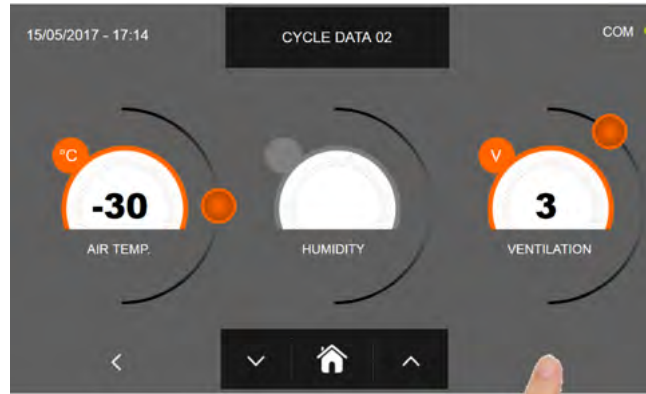 15/05/2017 - 17:14
CYCLE DATA 02
COM
°C
-30
AIR TEMP.
HUMIDITY
V
3
VENTILATION